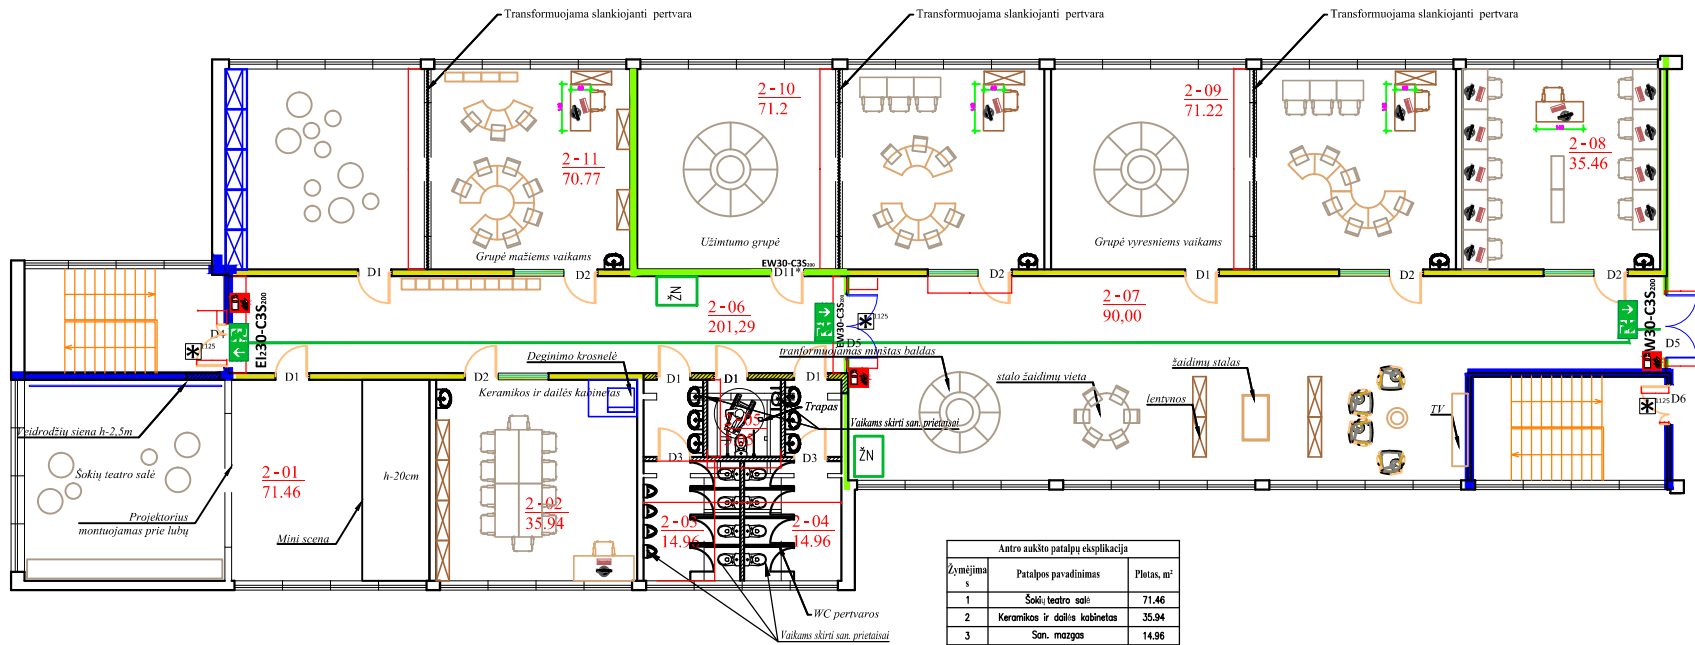 Transformuojama slankiojanti pertvara
Transformuojama slankiojanti pertvara
Transformuojama slankiojanti pertvara
2-10
71.2
2-09
71.22
2-11
70.77
2-08
35.46
Grupė mažiems vaikams
Užimtumo grupė
Grupė vyresniems vaikams
EW30-C3S200
D1
D2
D11*
D2
D1
D2
D2
ŽN
2-06
201,29
2-07
90,00
EI230-C3S200
EW30-C3S200
EW30-C3S200
D4
1125
1125
D5
D5
D1
D2
Deginimo krosnelė
D1
D1
D1
tranformuojamas minštas baldas
stalo žaidimų vieta
žaidimų stalas
lentynos
TV
1125
D6
Keramikos ir dailės kabinetas
Trapas
Vaikams skirti san. prietaisai
Veidrodžių siena h-2,5m
Šokių teatro salė
2-01
71.46
h-20cm
D3
D3
ŽN
2-02
35.94
Projektorius
montuojamas prie lubų
Mini scena
2-03
14.96
2-04
14.96
WC pertvaros
Vaikams skirti san. prietaisai
Antro aukšto patalpų eksplikacija
Žymėjima
s
Patalpos pavadinimas Plotas, m²
1 Šokių teatro salė 71.46
2 Keramikos ir dailės kabinetas 35.94
3 San. mazgas 14.96